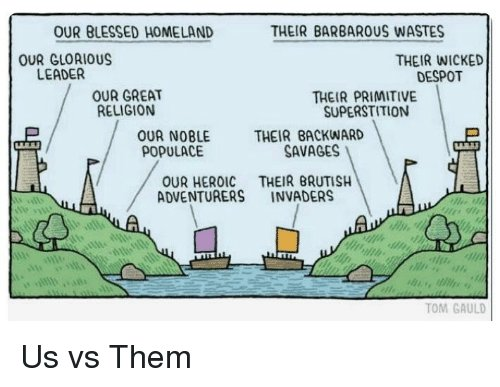 OUR BLESSED HOMELAND
THEIR BARBAROUS WASTES
OUR GLORIOUS
LEADER
THEIR WICKED
DESPOT
OUR GREAT
RELIGION
THEIR PRIMITIVE
SUPERSTITION
OUR NOBLE
POPULACE
THEIR BACKWARD
SAVAGES
OUR HEROIC
ADVENTURERS
THEIR BRUTISH
INVADERS
TOM GAULD
Us vs Them